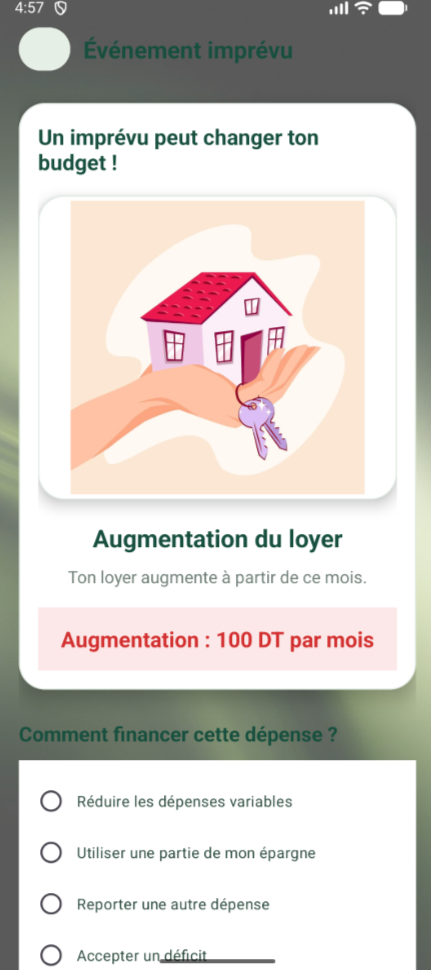 4:57
Événement imprévu
Un imprévu peut changer ton
budget !
Augmentation du loyer
Ton loyer augmente à partir de ce mois.
Augmentation : 100 DT par mois
Comment financer cette dépense ?
Réduire les dépenses variables
Utiliser une partie de mon épargne
Reporter une autre dépense
Accepter un déficit